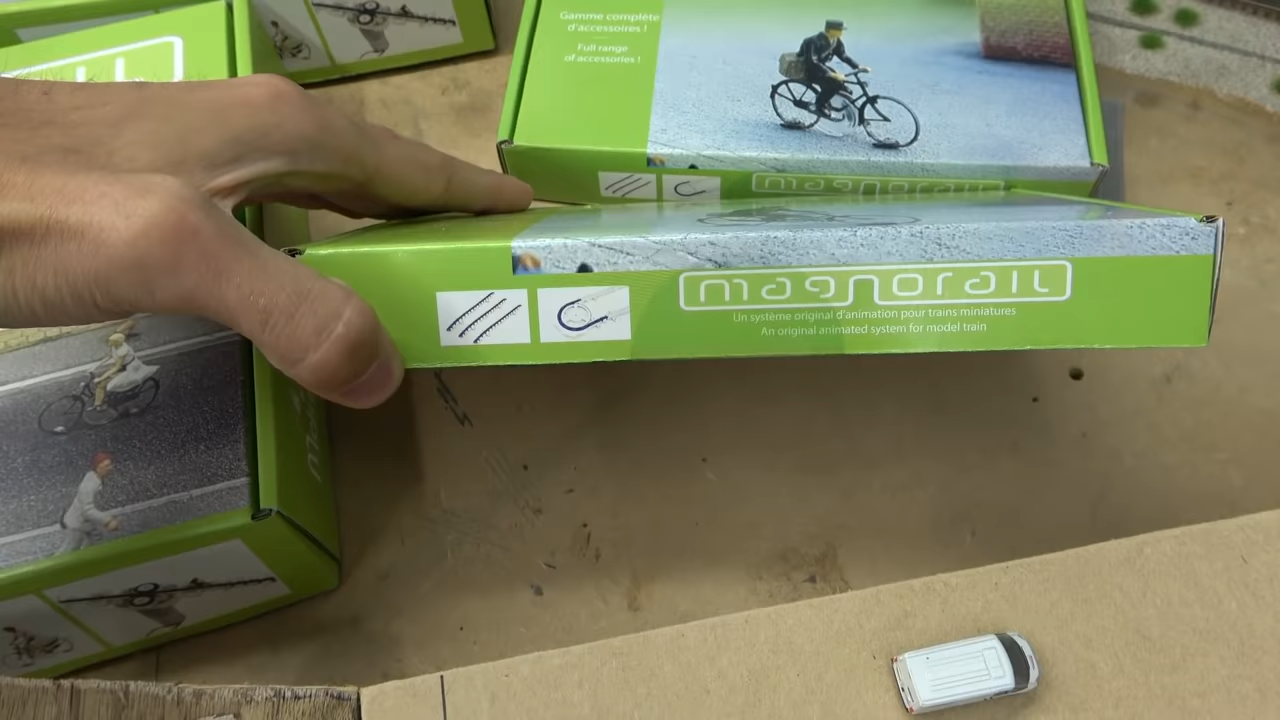 Gamme complète
d'accessoires !
Full range
of accessories !
magnorail
magnorail
Un système original d'animation pour trains miniatures
An original animated system for model train